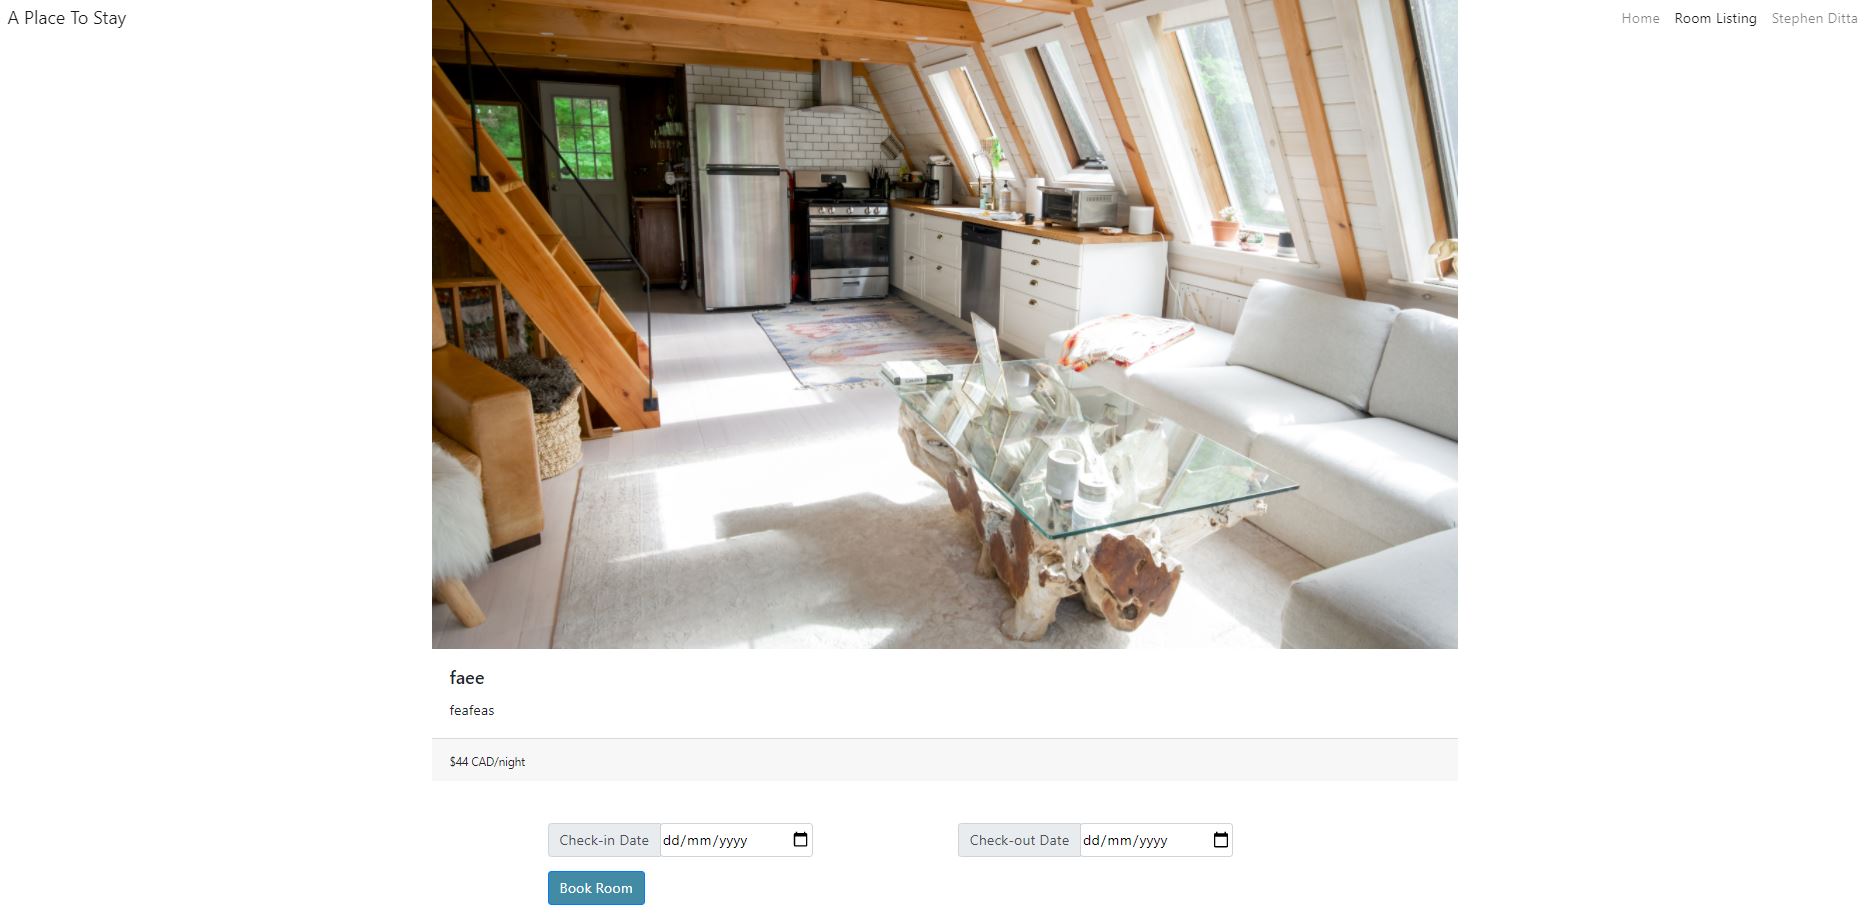 A Place To Stay
Home Room Listing Stephen Ditta
faee
feafeas
$44 CAD/night
Check-in Date dd/mm/yyyy Check-out Date dd/mm/yyyy
Book Room